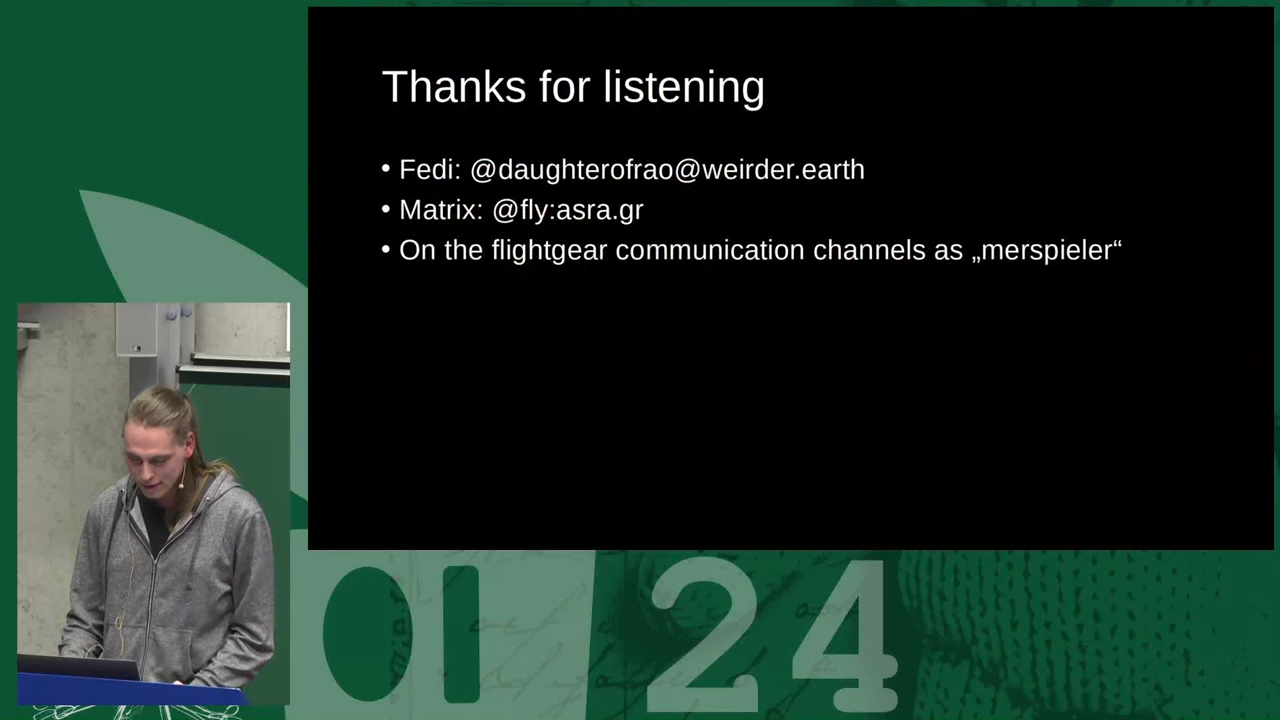 Thanks for listening
• Fedi: @daughterofrao@weirder.earth
• Matrix: @fly:asra.gr
• On the flightgear communication channels as „merspieler“
24